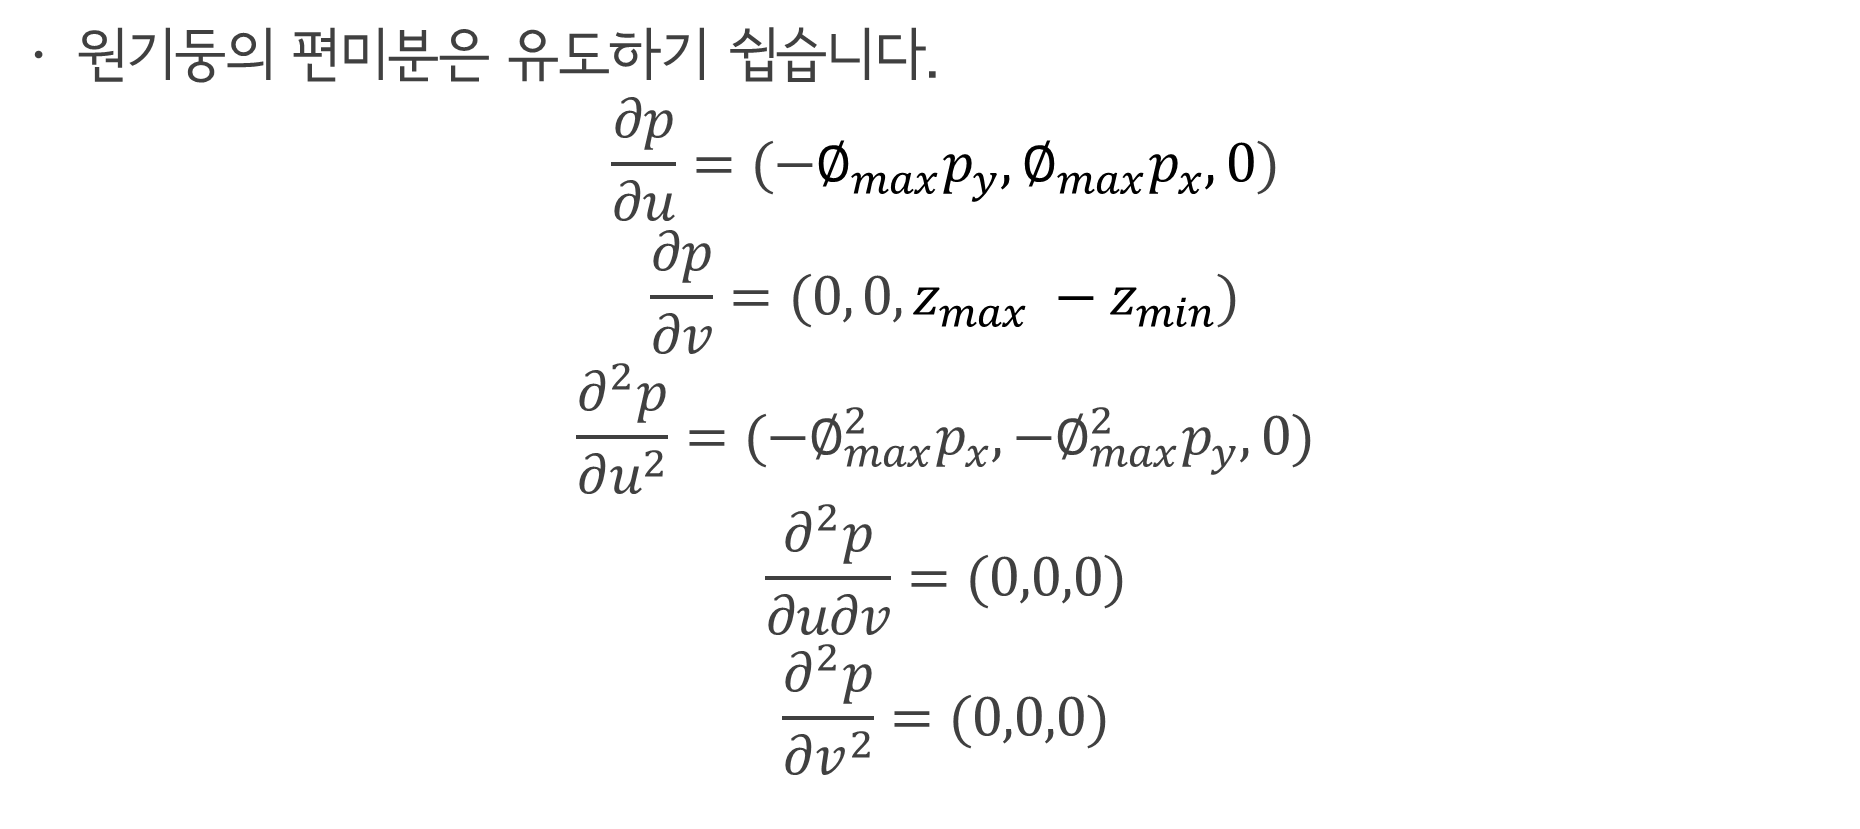 · 원기둥의 편미분은 유도하기 쉽습니다.
∂p/∂u = (−∅_max p_y, ∅_max p_x, 0)
∂p/∂v = (0, 0, z_max − z_min)
∂²p/∂u² = (−∅²_max p_x, −∅²_max p_y, 0)
∂²p/∂u∂v = (0,0,0)
∂²p/∂v² = (0,0,0)